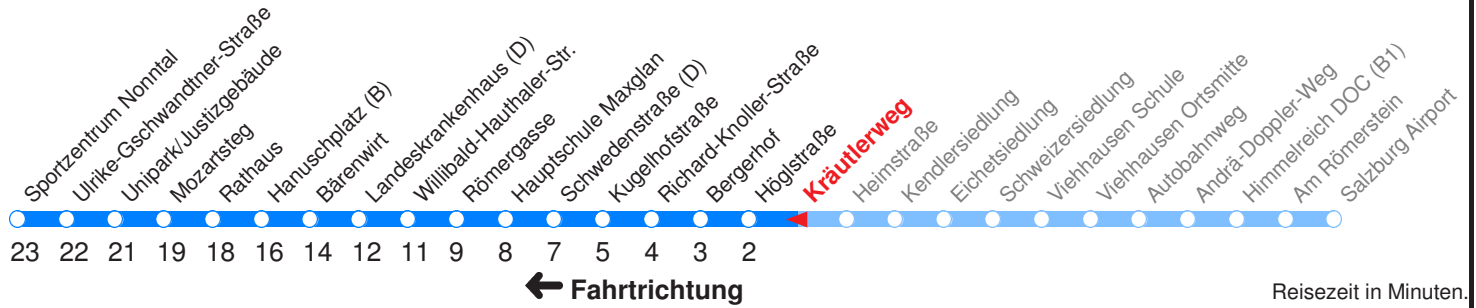 Sportzentrum Nonntal
Ulrike-Gschwandtner-Straße
Unipark/Justizgebäude
Mozartsteg
Rathaus
Hanuschplatz (B)
Bärenwirt
Landeskrankenhaus (D)
Willibald-Hauthaler-Str.
Römergasse
Hauptschule Maxglan
Schwedenstraße (D)
Kugelhofstraße
Richard-Knoller-Straße
Bergerhof
Höglstraße
Kräutlerweg
Heimstraße
Kendlersiedlung
Eichetsiedlung
Schweizersiedlung
Viehhausen Schule
Viehhausen Ortsmitte
Autobahnweg
Andrä-Doppler-Weg
Himmelreich DOC (B1)
Am Römerstein
Salzburg Airport
23 22 21 19 18 16 14 12 11 9 8 7 5 4 3 2
Fahrtrichtung
Reisezeit in Minuten.